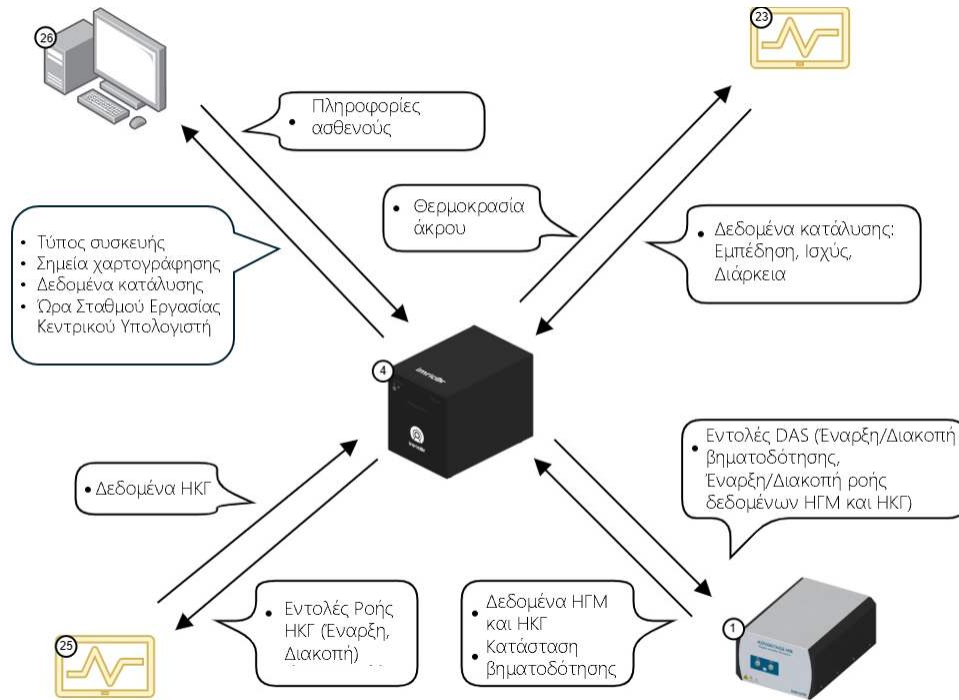 26
23
• Πληροφορίες
ασθενούς
• Θερμοκρασία
άκρου
• Τύπος συσκευής
• Σημεία χαρτογράφησης
• Δεδομένα κατάλυσης
• Ώρα Σταθμού Εργασίας
Κεντρικού Υπολογιστή
• Δεδομένα κατάλυσης:
Εμπέδηση, Ισχύς,
Διάρκεια
4
imricor
imricor
• Δεδομένα ΗΚΓ
• Εντολές DAS (Έναρξη/Διακοπή
βηματοδότησης,
Έναρξη/Διακοπή ροής
δεδομένων ΗΓΜ και ΗΚΓ)
• Εντολές Ροής
ΗΚΓ (Έναρξη,
Διακοπή)
• Δεδομένα ΗΓΜ
και ΗΚΓ
• Κατάσταση
βηματοδότησης
25
1